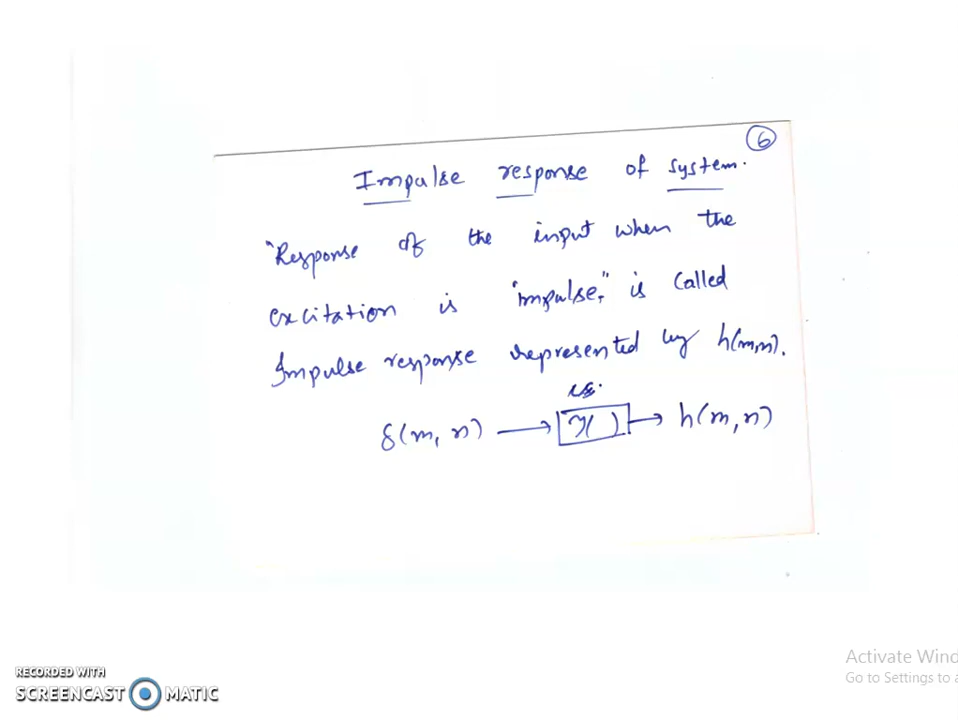 6
Impulse response of system.
"Response of the input when the
excitation is "impulse," is called
Impulse response represented by h(m,n).
δ(m, n) → [ ( ) ] → h(m, n)
RECORDED WITH
SCREENCAST MATIC
Activate Wind
Go to Settings to a